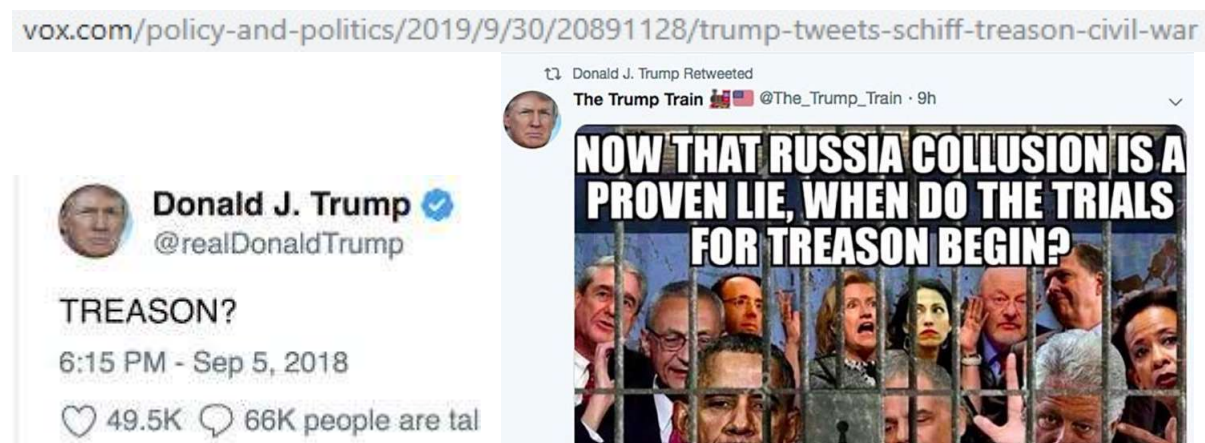 vox.com/policy-and-politics/2019/9/30/20891128/trump-tweets-schiff-treason-civil-war
Donald J. Trump Retweeted
The Trump Train 🚂🇺🇸 @The_Trump_Train · 9h
NOW THAT RUSSIA COLLUSION IS A
PROVEN LIE, WHEN DO THE TRIALS
FOR TREASON BEGIN?
Donald J. Trump
@realDonaldTrump
TREASON?
6:15 PM - Sep 5, 2018
49.5K 66K people are tal